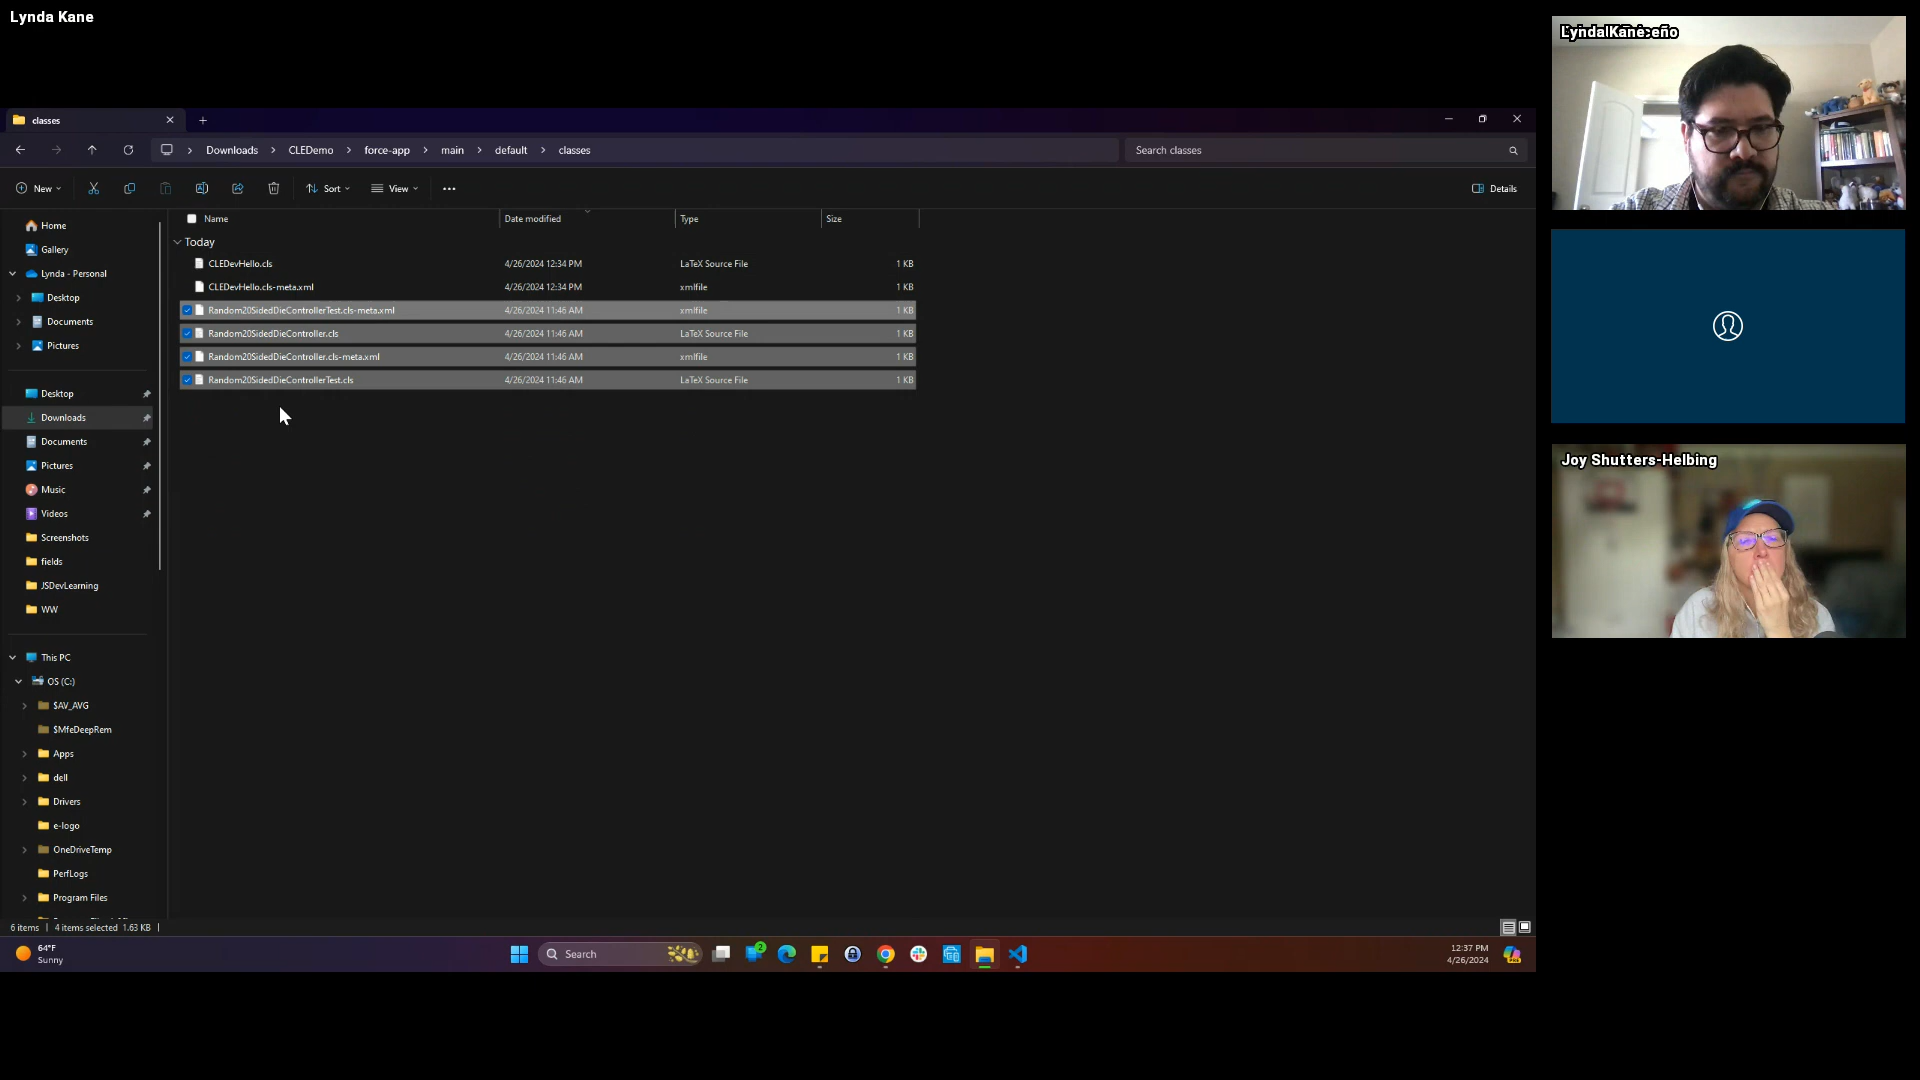 Lynda Kane
classes
Downloads > CLEDemo > force-app > main > default > classes
Search classes
New
Sort
View
Details
Name Date modified Type Size
Today
CLEDevHello.cls 4/26/2024 12:34 PM LaTeX Source File 1 KB
CLEDevHello.cls-meta.xml 4/26/2024 12:34 PM xmlfile 1 KB
Random20SidedDieControllerTest.cls-meta.xml 4/26/2024 11:46 AM xmlfile 1 KB
Random20SidedDieController.cls 4/26/2024 11:46 AM LaTeX Source File 1 KB
Random20SidedDieController.cls-meta.xml 4/26/2024 11:46 AM xmlfile 1 KB
Random20SidedDieControllerTest.cls 4/26/2024 11:46 AM LaTeX Source File 1 KB
Home
Gallery
Lynda - Personal
Desktop
Documents
Pictures
Desktop
Downloads
Documents
Pictures
Music
Videos
Screenshots
fields
JSDevLearning
WW
This PC
OS (C:)
$AV_AVG
$MfeDeepRem
Apps
dell
Drivers
e-logo
OneDriveTemp
PerfLogs
Program Files
6 items | 4 items selected 1.63 KB |
64°F
Sunny
Search
2
12:37 PM
4/26/2024
Lynda Kane
Joy Shutters-Helbing